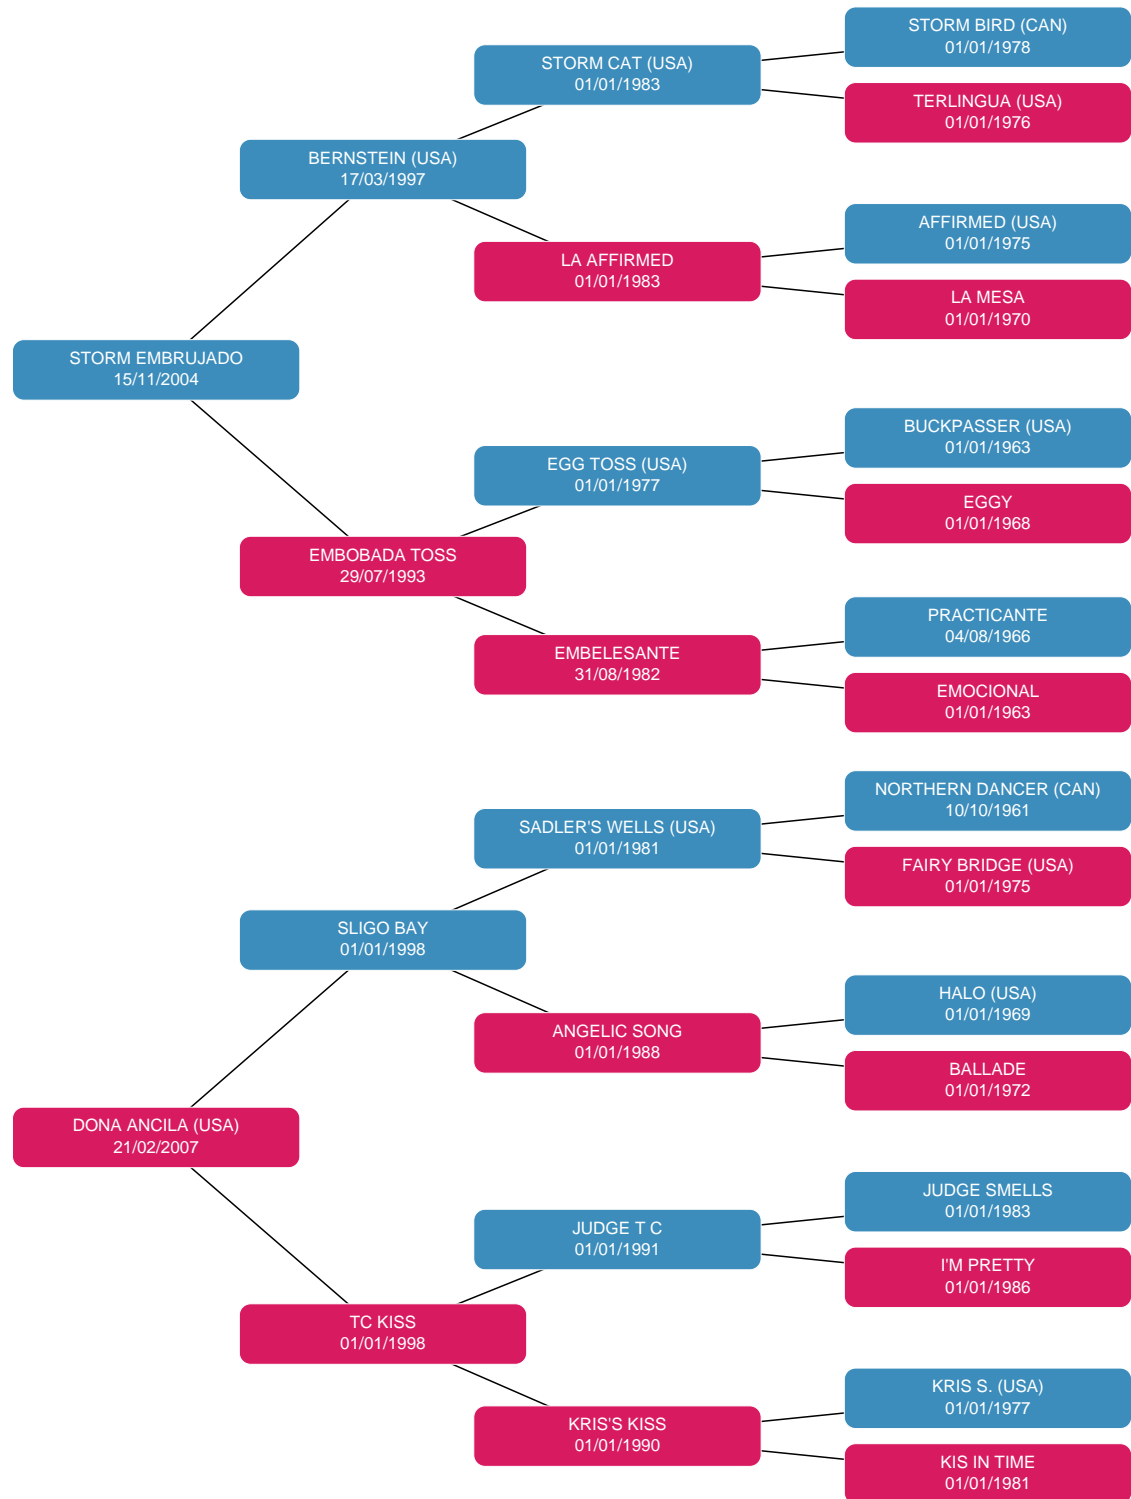 STORM BIRD (CAN)
01/01/1978
STORM CAT (USA)
01/01/1983
TERLINGUA (USA)
01/01/1976
BERNSTEIN (USA)
17/03/1997
AFFIRMED (USA)
01/01/1975
LA AFFIRMED
01/01/1983
LA MESA
01/01/1970
STORM EMBRUJADO
15/11/2004
BUCKPASSER (USA)
01/01/1963
EGG TOSS (USA)
01/01/1977
EGGY
01/01/1968
EMBOBADA TOSS
29/07/1993
PRACTICANTE
04/08/1966
EMBELESANTE
31/08/1982
EMOCIONAL
01/01/1963
NORTHERN DANCER (CAN)
10/10/1961
SADLER'S WELLS (USA)
01/01/1981
FAIRY BRIDGE (USA)
01/01/1975
SLIGO BAY
01/01/1998
HALO (USA)
01/01/1969
ANGELIC SONG
01/01/1988
BALLADE
01/01/1972
DONA ANCILA (USA)
21/02/2007
JUDGE SMELLS
01/01/1983
JUDGE T C
01/01/1991
I'M PRETTY
01/01/1986
TC KISS
01/01/1998
KRIS S. (USA)
01/01/1977
KRIS'S KISS
01/01/1990
KIS IN TIME
01/01/1981